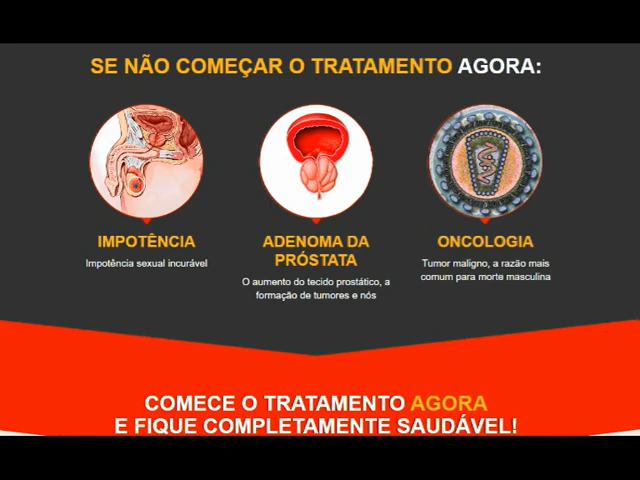 SE NÃO COMEÇAR O TRATAMENTO AGORA:
IMPOTÊNCIA
Impotência sexual incurável
ADENOMA DA
PRÓSTATA
O aumento do tecido prostático, a
formação de tumores e nós
ONCOLOGIA
Tumor maligno, a razão mais
comum para morte masculina
COMECE O TRATAMENTO AGORA
E FIQUE COMPLETAMENTE SAUDÁVEL!